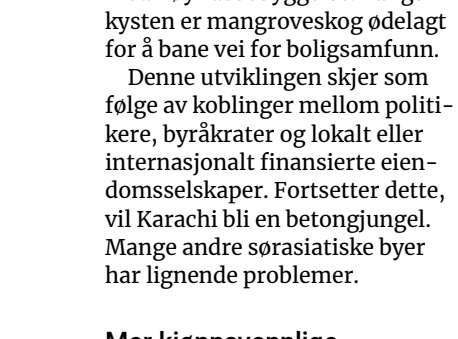 kysten er mangroveskog ødelagt
for å bane vei for boligsamfunn.
Denne utviklingen skjer som
følge av koblinger mellom politi-
kere, byråkrater og lokalt eller
internasjonalt finansierte eien-
domsselskaper. Fortsetter dette,
vil Karachi bli en betongjungel.
Mange andre sørasiatiske byer
har lignende problemer.